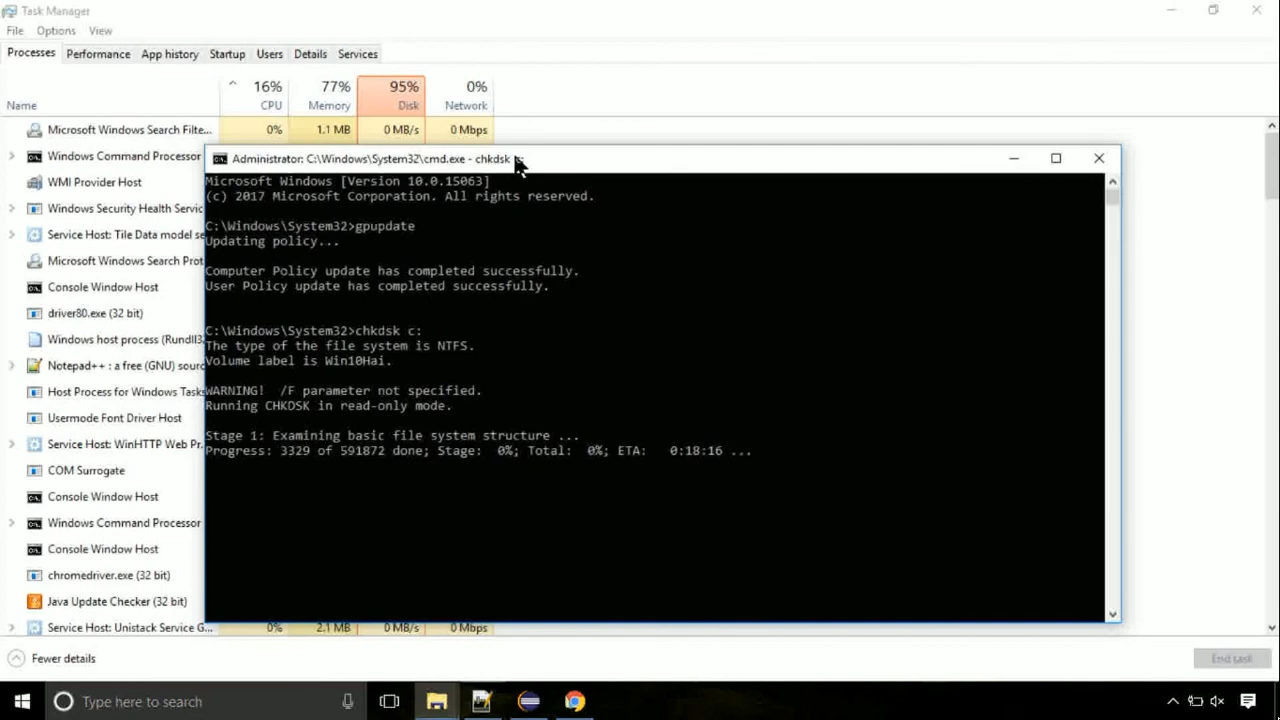 Task Manager
File Options View
Processes Performance App history Startup Users Details Services
16% 77% 95% 0%
Name CPU Memory Disk Network
Microsoft Windows Search Filte... 0% 1.1 MB 0 MB/s 0 Mbps
Windows Command Processor
WMI Provider Host
Windows Security Health Servic
Service Host: Tile Data model se
Microsoft Windows Search Prot
Console Window Host
driver80.exe (32 bit)
Windows host process (Rundll3
Notepad++ : a free (GNU) sourc
Host Process for Windows Task
Usermode Font Driver Host
Service Host: WinHTTP Web Pr
COM Surrogate
Console Window Host
Windows Command Processor
Console Window Host
chromedriver.exe (32 bit)
Java Update Checker (32 bit)
Service Host: Unistack Service G... 0% 2.1 MB 0 MB/s 0 Mbps
Administrator: C:\Windows\System32\cmd.exe - chkdsk
Microsoft Windows [Version 10.0.15063]
(c) 2017 Microsoft Corporation. All rights reserved.
C:\Windows\System32>gpupdate
Updating policy...
Computer Policy update has completed successfully.
User Policy update has completed successfully.
C:\Windows\System32>chkdsk c:
The type of the file system is NTFS.
Volume label is Win10Hai.
WARNING! /F parameter not specified.
Running CHKDSK in read-only mode.
Stage 1: Examining basic file system structure ...
Progress: 3329 of 591872 done; Stage: 0%; Total: 0%; ETA: 0:18:16 ...
Fewer details
End task
Type here to search